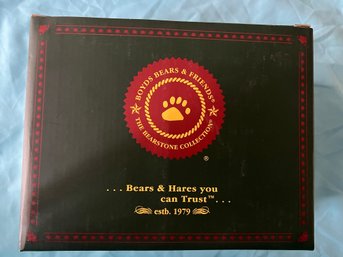 BOYDS BEARS & FRIENDS®
THE BEARSTONE COLLECTION®
®
. . . Bears & Hares you
can Trust™ . . .
estb. 1979